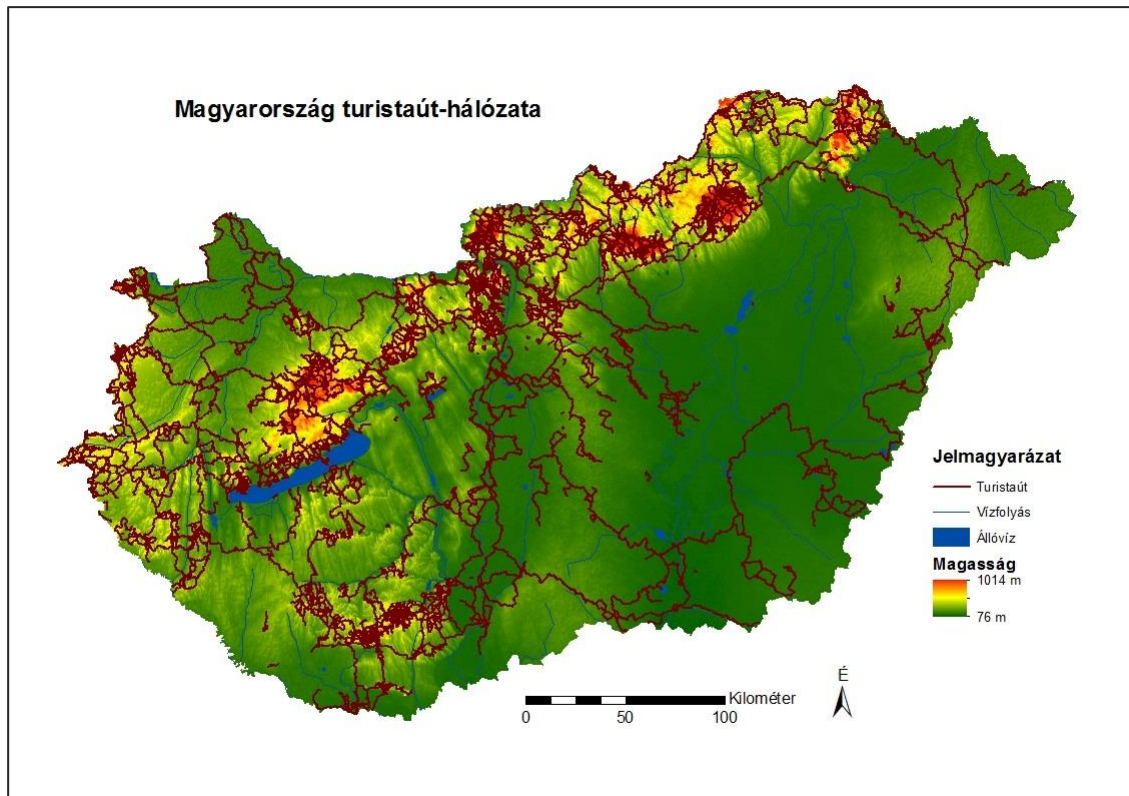 Magyarország turistaút-hálózata
Jelmagyarázat
Turistaút
Vízfolyás
Állóvíz
Magasság
1014 m
76 m
É
Kilométer
0 50 100